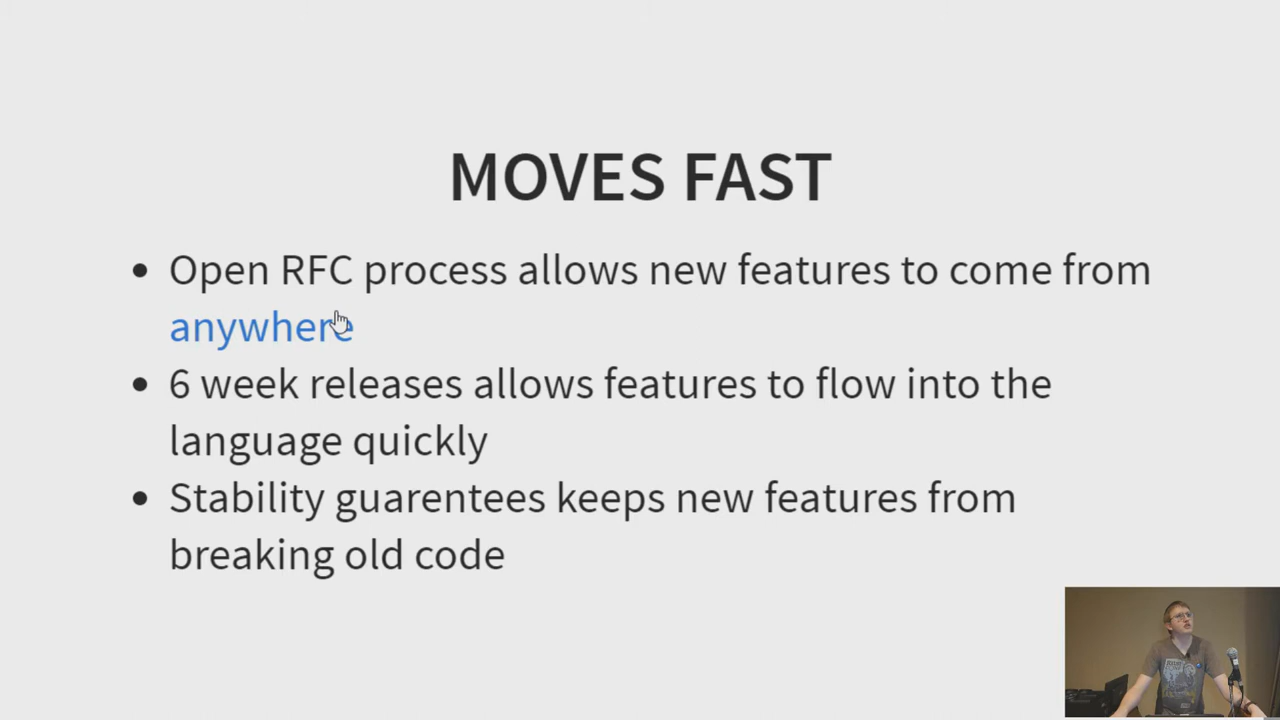 MOVES FAST
• Open RFC process allows new features to come from
anywhere
• 6 week releases allows features to flow into the
language quickly
• Stability guarentees keeps new features from
breaking old code